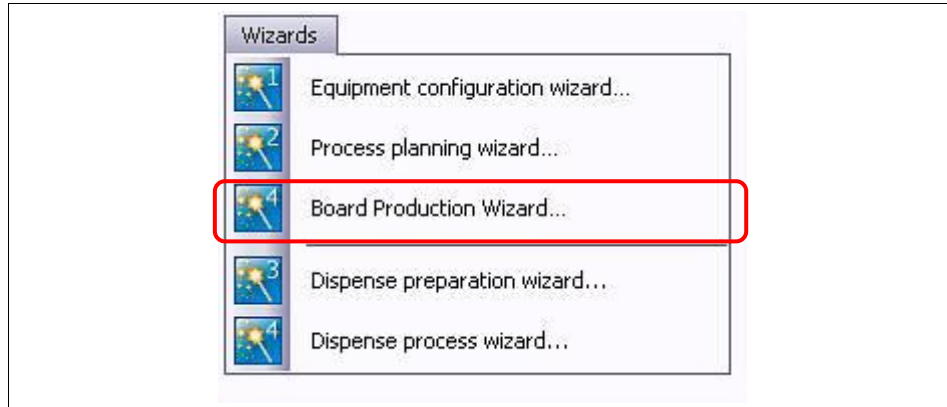 Wizards
1 Equipment configuration wizard...
2 Process planning wizard...
4 Board Production Wizard...
3 Dispense preparation wizard...
4 Dispense process wizard...